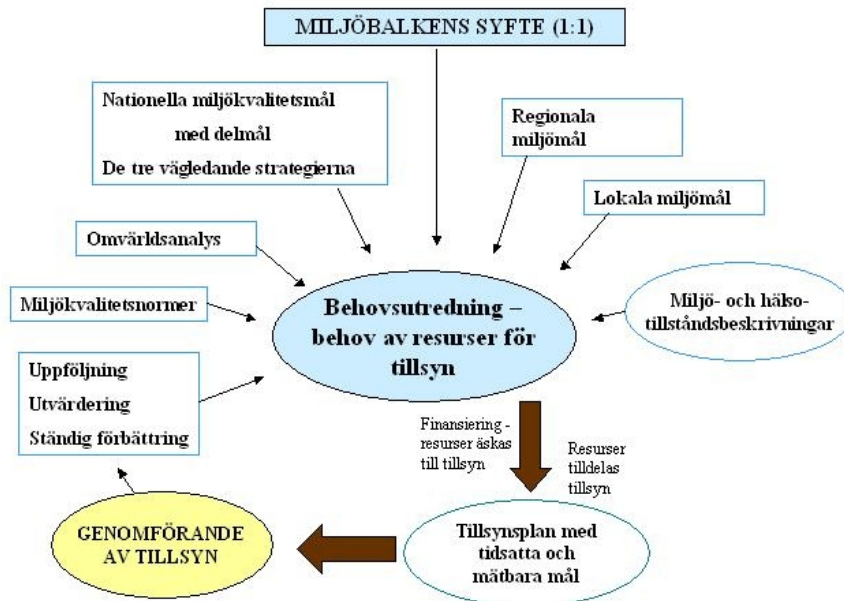 MILJÖBALKENS SYFTE (1:1)
Nationella miljökvalitetsmål
med delmål
De tre vägledande strategierna
Regionala
miljömål
Lokala miljömål
Omvärldsanalys
Miljökvalitetsnormer
Behovsutredning –
behov av resurser för
tillsyn
Miljö- och hälso-
tillståndsbeskrivningar
Uppföljning
Utvärdering
Ständig förbättring
Finansiering -
resurser äskas
till tillsyn
Resurser
tilldelas
tillsyn
GENOMFÖRANDE
AV TILLSYN
Tillsynsplan med
tidsatta och
mätbara mål